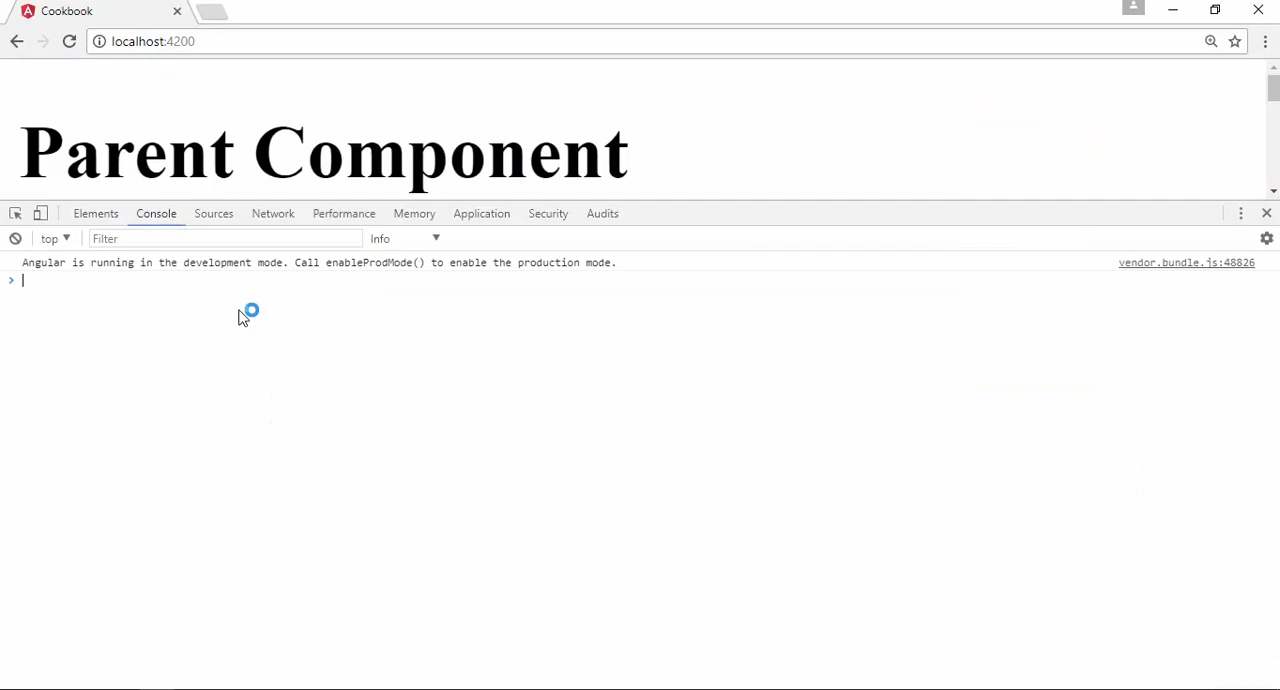 Cookbook
localhost:4200
Parent Component
Elements Console Sources Network Performance Memory Application Security Audits
top Filter Info
Angular is running in the development mode. Call enableProdMode() to enable the production mode. vendor.bundle.js:48826